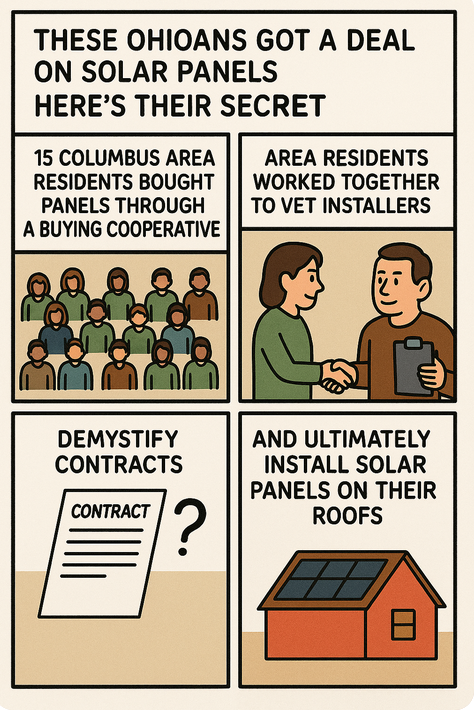 THESE OHIOANS GOT A DEAL
ON SOLAR PANELS
HERE'S THEIR SECRET
15 COLUMBUS AREA
RESIDENTS BOUGHT
PANELS THROUGH
A BUYING COOPERATIVE
AREA RESIDENTS
WORKED TOGETHER
TO VET INSTALLERS
DEMYSTIFY
CONTRACTS
CONTRACT
?
AND ULTIMATELY
INSTALL SOLAR
PANELS ON THEIR
ROOFS